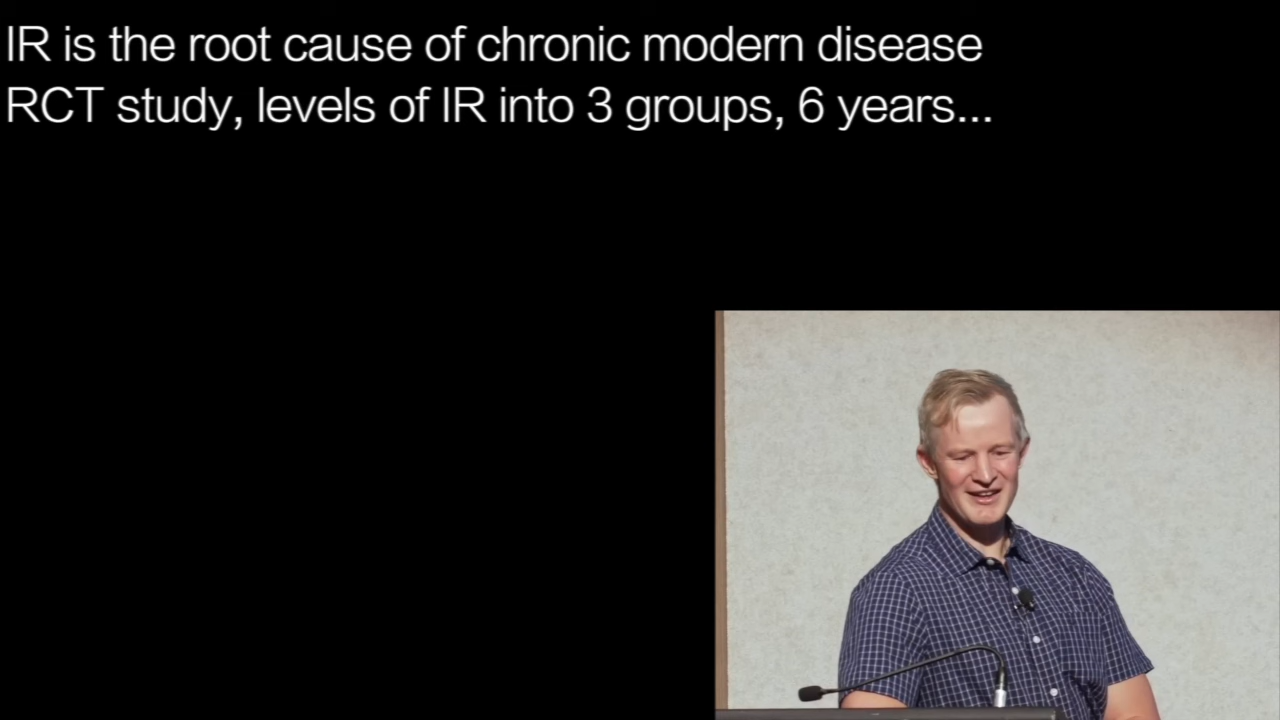 IR is the root cause of chronic modern disease
RCT study, levels of IR into 3 groups, 6 years...